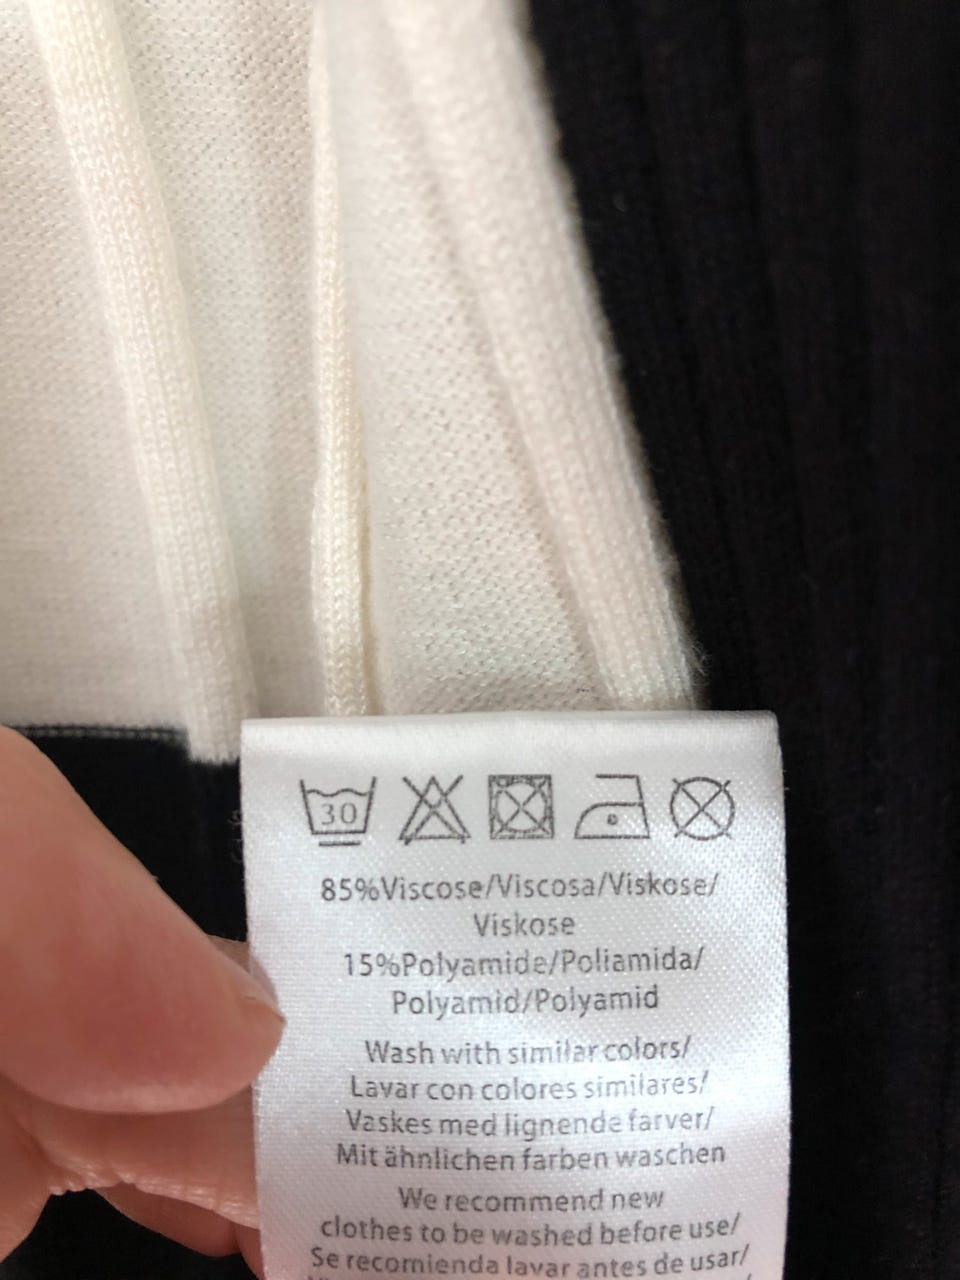 30
85%Viscose/Viscosa/Viskose/
Viskose
15%Polyamide/Poliamida/
Polyamid/Polyamid
Wash with similar colors/
Lavar con colores similares/
Vaskes med lignende farver/
Mit ähnlichen farben waschen
We recommend new
clothes to be washed before use/
Se recomienda lavar antes de usar/